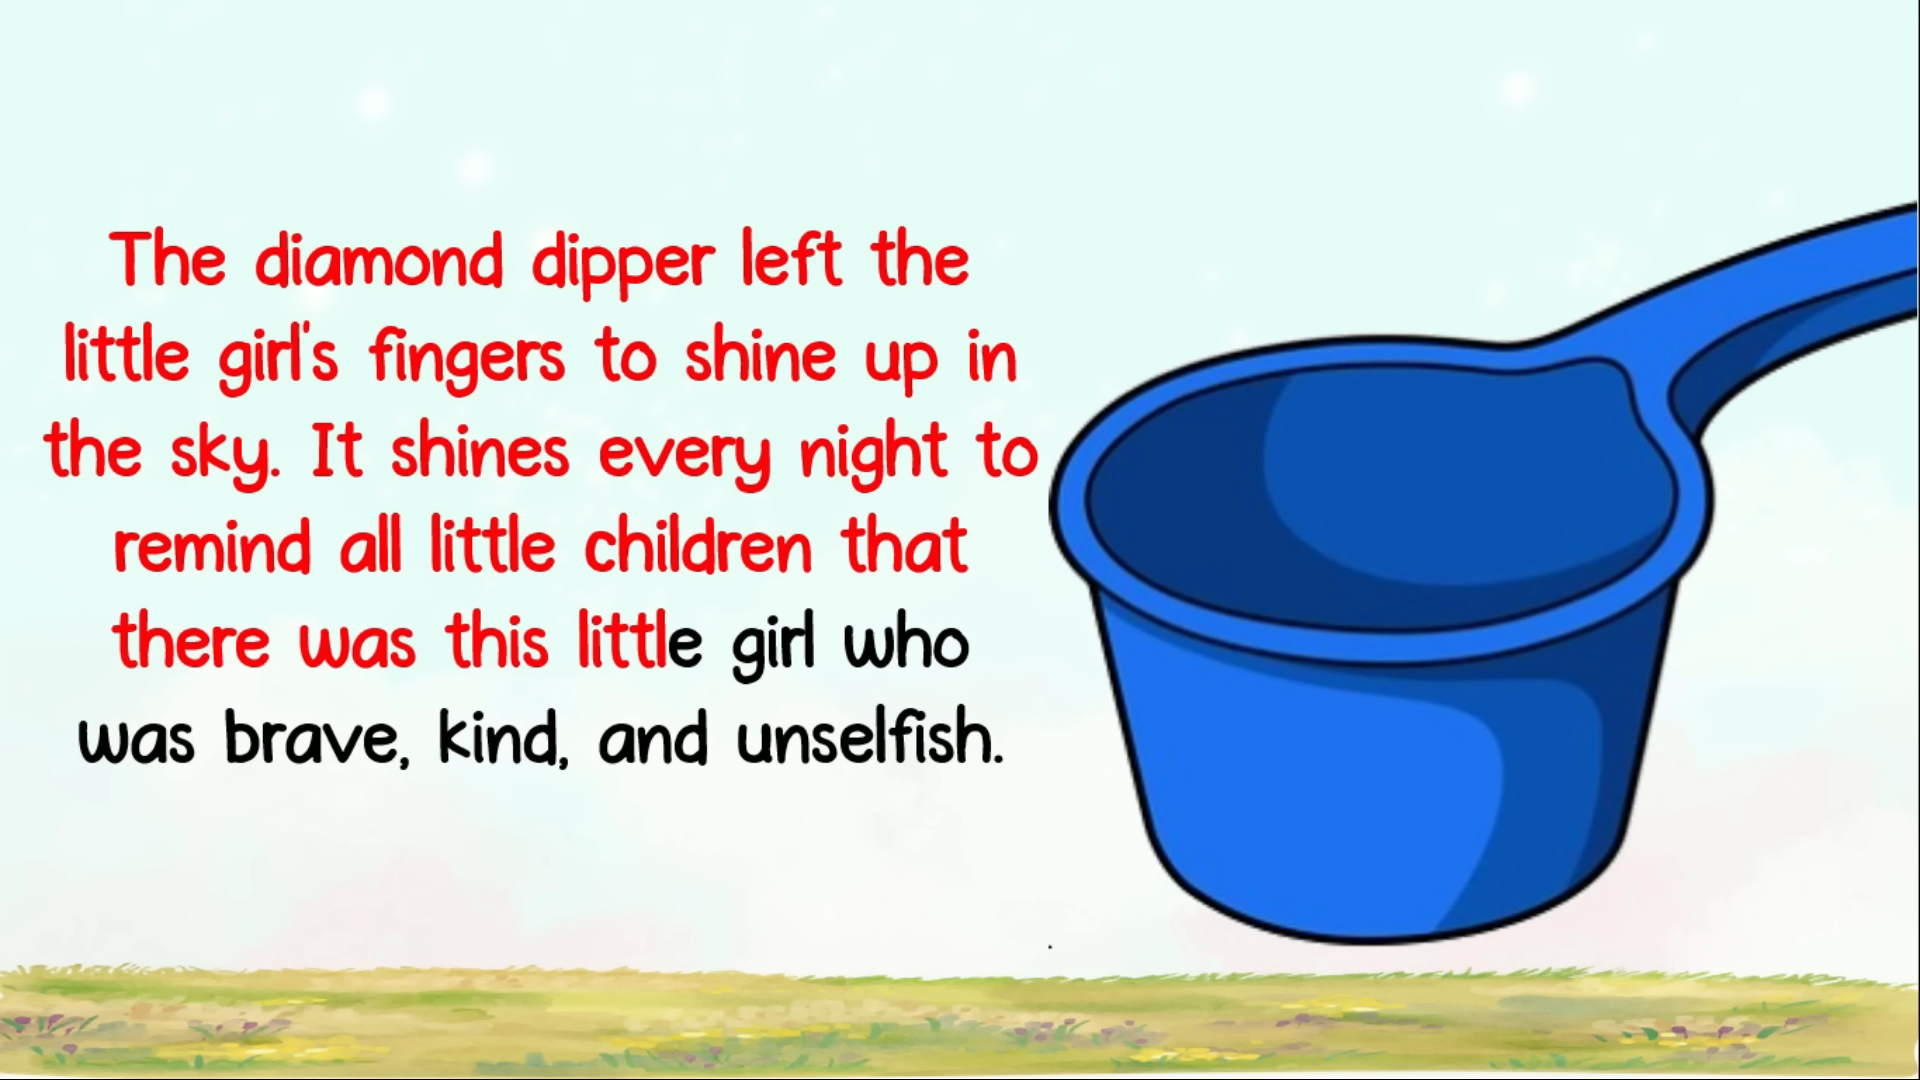 The diamond dipper left the
little girl's fingers to shine up in
the sky. It shines every night to
remind all little children that
there was this little girl who
was brave, kind, and unselfish.